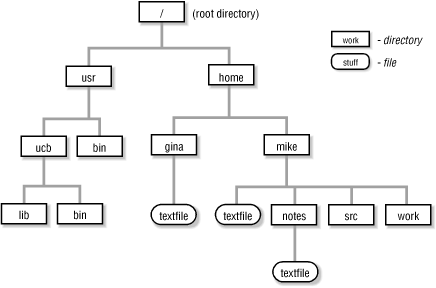 / (root directory)
work - directory
stuff - file
usr home
ucb bin gina mike
lib bin textfile textfile notes src work
textfile